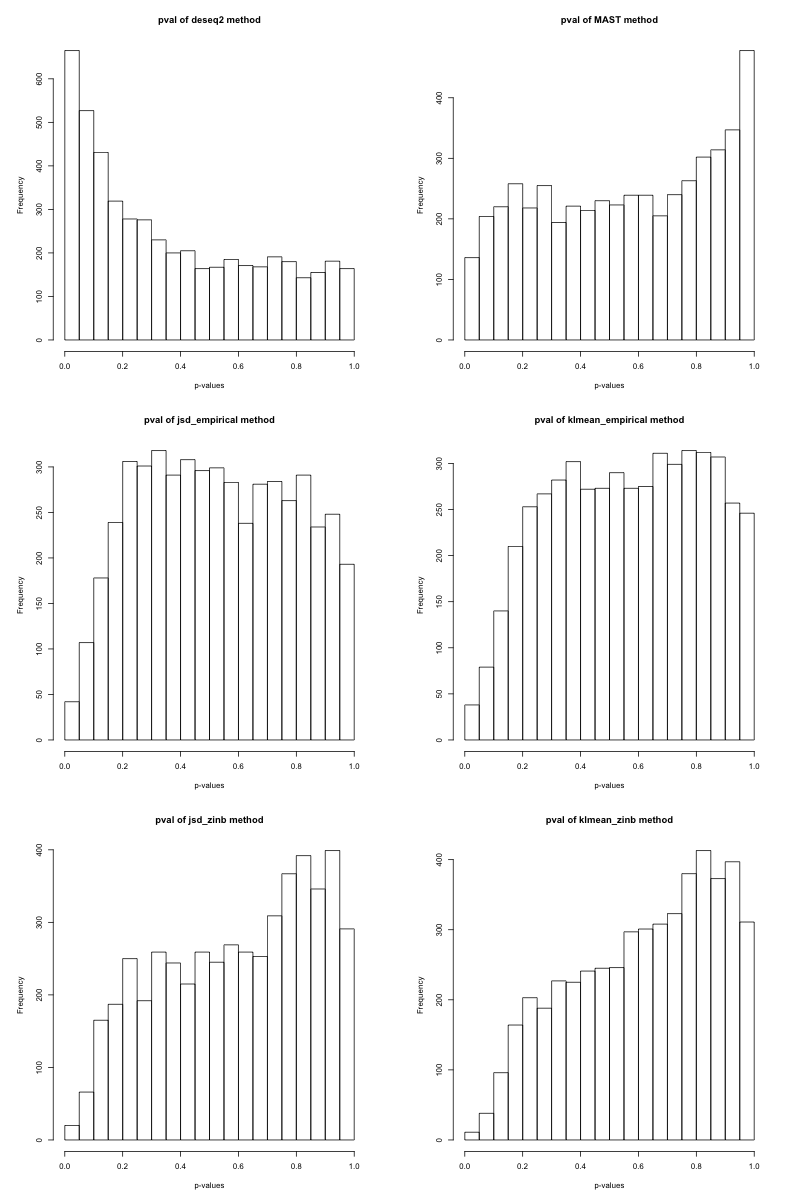 pval of deseq2 method
Frequency
0 100 200 300 400 500 600
0.0 0.2 0.4 0.6 0.8 1.0
p-values
pval of MAST method
Frequency
0 100 200 300 400
0.0 0.2 0.4 0.6 0.8 1.0
p-values
pval of jsd_empirical method
Frequency
0 50 100 150 200 250 300
0.0 0.2 0.4 0.6 0.8 1.0
p-values
pval of klmean_empirical method
Frequency
0 50 100 150 200 250 300
0.0 0.2 0.4 0.6 0.8 1.0
p-values
pval of jsd_zinb method
Frequency
0 100 200 300 400
0.0 0.2 0.4 0.6 0.8 1.0
p-values
pval of klmean_zinb method
Frequency
0 100 200 300 400
0.0 0.2 0.4 0.6 0.8 1.0
p-values